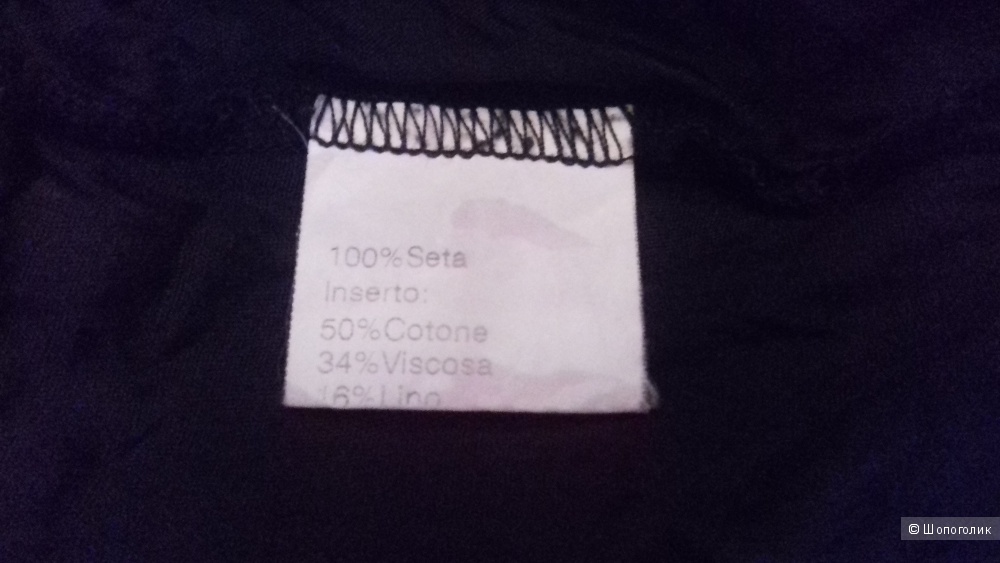 100%Seta
Inserto:
50%Cotone
34%Viscosa
16%Lino
© Шопоголик